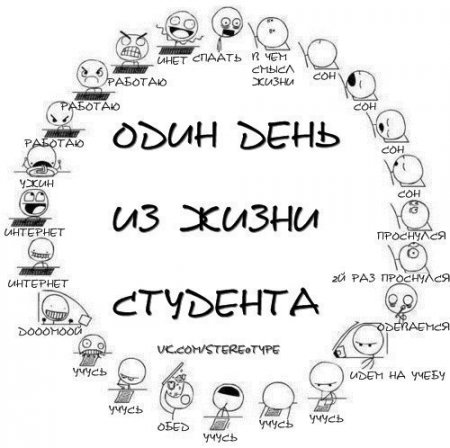 ОДИН ДЕНЬ
ИЗ ЖИЗНИ
СТУДЕНТА
VK.COM/STEREOTYPE
СПААТЬ
В ЧЕМ
СМЫСЛ
ЖИЗНИ
СОН
СОН
СОН
СОН
ПРОСНУЛСЯ
2Й РАЗ ПРОСНУЛСЯ
ОДЕВАЕМСЯ
ИДЕМ НА УЧЕБУ
УЧУСЬ
УЧУСЬ
УЧУСЬ
ОБЕД
УЧУСЬ
УЧУСЬ
ДОООМООЙ
ИНТЕРНЕТ
ИНТЕРНЕТ
УЖИН
РАБОТАЮ
РАБОТАЮ
РАБОТАЮ
ИНЕТ